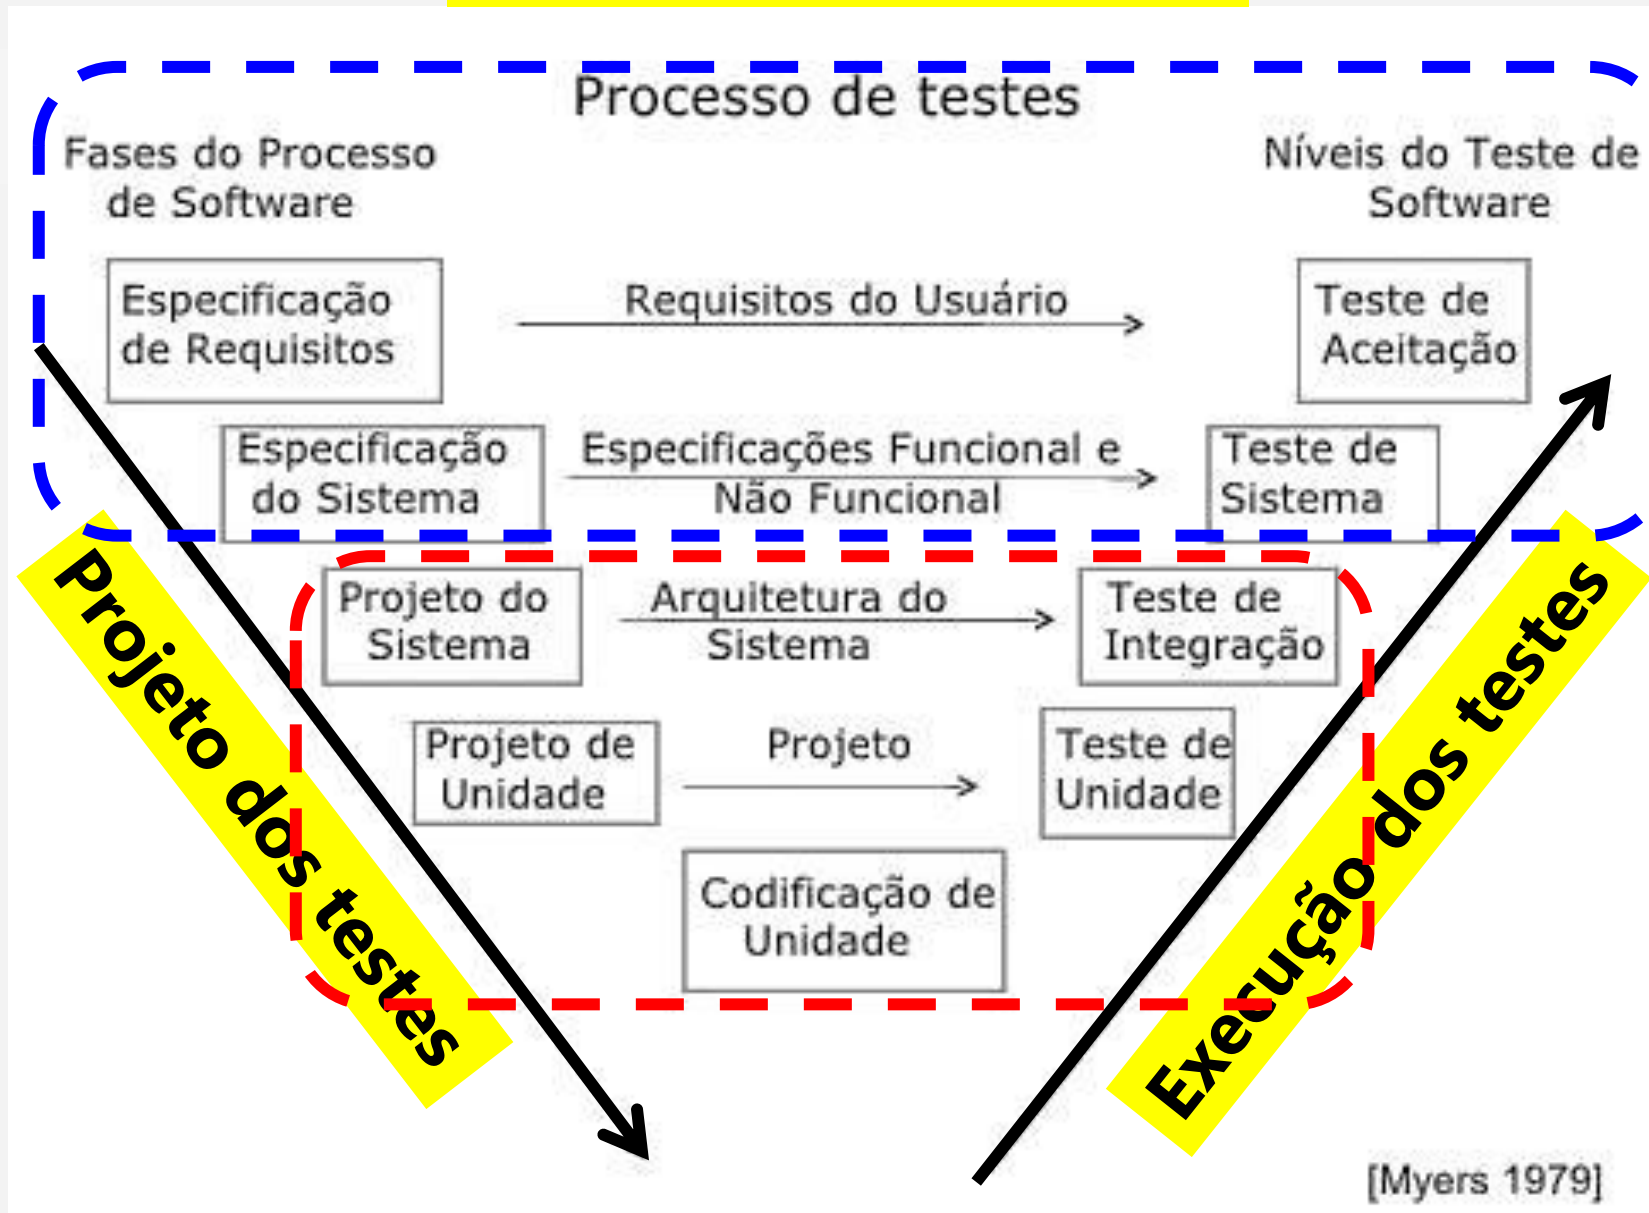 Processo de testes
Fases do Processo
de Software
Níveis do Teste de
Software
Especificação
de Requisitos
Requisitos do Usuário
Teste de
Aceitação
Especificação
do Sistema
Especificações Funcional e
Não Funcional
Teste de
Sistema
Projeto do
Sistema
Arquitetura do
Sistema
Teste de
Integração
Projeto de
Unidade
Projeto
Teste de
Unidade
Codificação de
Unidade
Projeto dos testes
Execução dos testes
[Myers 1979]